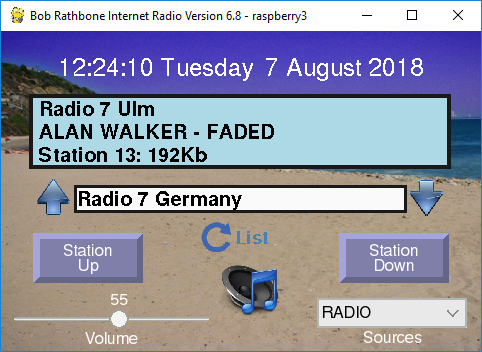 Bob Rathbone Internet Radio Version 6.8 - raspberry3
12:24:10 Tuesday 7 August 2018
Radio 7 Ulm
ALAN WALKER - FADED
Station 13: 192Kb
Radio 7 Germany
List
Station
Up
Station
Down
55
Volume
RADIO
Sources